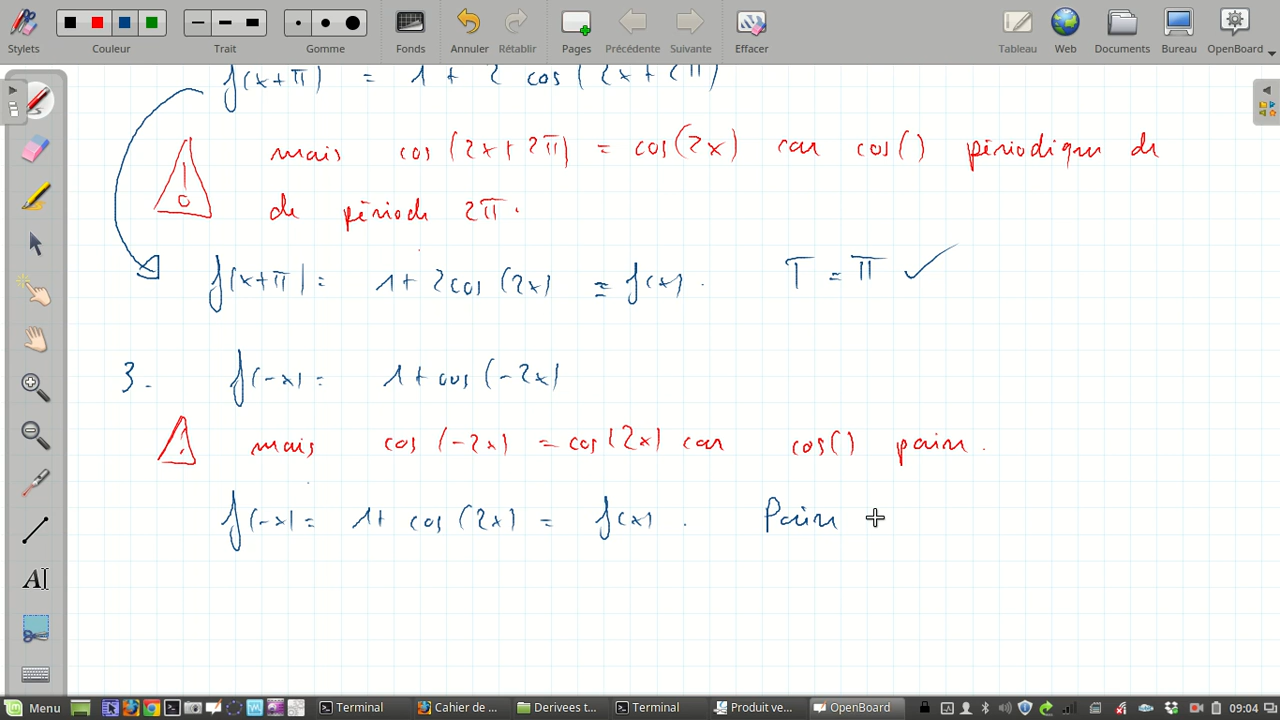 Stylets Couleur Trait Gomme Fonds Annuler Rétablir Pages Précédente Suivante Effacer Tableau Web Documents Bureau OpenBoard
f(x+π) = 1 + 2 cos(2x+2π)
mais cos(2x+2π) = cos(2x) car cos() périodique de
de période 2π.
f(x+π) = 1+2cos(2x) = f(x). T = π ✓
3. f(-x) = 1+cos(-2x)
! mais cos(-2x) = cos(2x) car cos() paire.
f(-x) = 1+ cos(2x) = f(x). Paire
Menu Terminal Cahier de ... Derivees t... Terminal Produit ve... OpenBoard 09:04